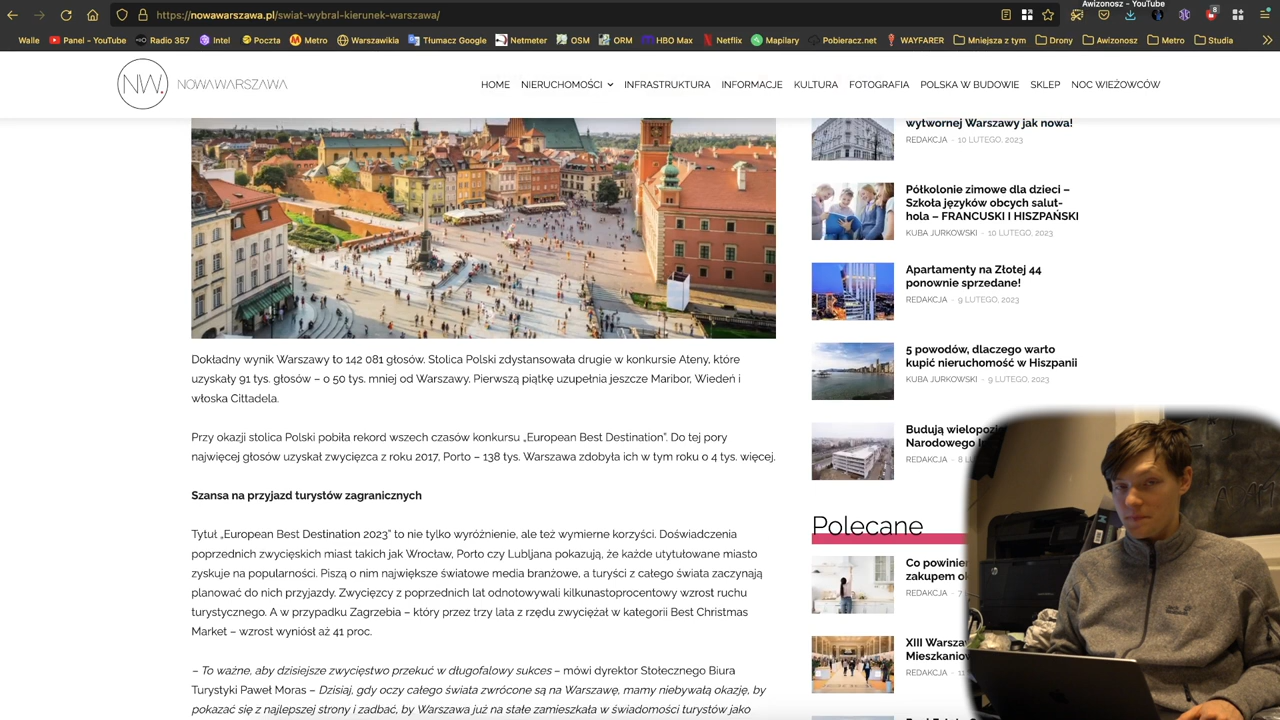 Awizonosz – YouTube
https://nowawarszawa.pl/swiat-wybral-kierunek-warszawa/
8
Walle Panel – YouTube Radio 357 Intel Poczta Metro Warszawikia Tłumacz Google Netmeter OSM ORM HBO Max Netflix Mapilary Pobieracz.net WAYFARER Mniejsza z tym Drony Awizonosz Metro Studia
NW. NOWAWARSZAWA
HOME NIERUCHOMOŚCI INFRASTRUKTURA INFORMACJE KULTURA FOTOGRAFIA POLSKA W BUDOWIE SKLEP NOC WIEŻOWCÓW
Dokładny wynik Warszawy to 142 081 głosów. Stolica Polski zdystansowała drugie w konkursie Ateny, które
uzyskały 91 tys. głosów – o 50 tys. mniej od Warszawy. Pierwszą piątkę uzupełnia jeszcze Maribor, Wiedeń i
włoska Cittadela.
Przy okazji stolica Polski pobiła rekord wszech czasów konkursu „European Best Destination”. Do tej pory
najwięcej głosów uzyskał zwycięzca z roku 2017, Porto – 138 tys. Warszawa zdobyła ich w tym roku o 4 tys. więcej.
Szansa na przyjazd turystów zagranicznych
Tytuł „European Best Destination 2023” to nie tylko wyróżnienie, ale też wymierne korzyści. Doświadczenia
poprzednich zwycięskich miast takich jak Wrocław, Porto czy Lubljana pokazują, że każde utytułowane miasto
zyskuje na popularności. Piszą o nim największe światowe media branżowe, a turyści z całego świata zaczynają
planować do nich przyjazdy. Zwycięzcy z poprzednich lat odnotowywali kilkunastoprocentowy wzrost ruchu
turystycznego. A w przypadku Zagrzebia – który przez trzy lata z rzędu zwyciężał w kategorii Best Christmas
Market – wzrost wyniósł aż 41 proc.
– To ważne, aby dzisiejsze zwycięstwo przekuć w długofalowy sukces – mówi dyrektor Stołecznego Biura
Turystyki Paweł Moras – Dzisiaj, gdy oczy całego świata zwrócone są na Warszawę, mamy niebywałą okazję, by
pokazać się z najlepszej strony i zadbać, by Warszawa już na stałe zamieszkała w świadomości turystów jako
wytwornej Warszawy jak nowa!
REDAKCJA - 10 LUTEGO, 2023
Półkolonie zimowe dla dzieci –
Szkoła języków obcych salut-
hola – FRANCUSKI I HISZPAŃSKI
KUBA JURKOWSKI - 10 LUTEGO, 2023
Apartamenty na Złotej 44
ponownie sprzedane!
REDAKCJA - 9 LUTEGO, 2023
5 powodów, dlaczego warto
kupić nieruchomość w Hiszpanii
KUBA JURKOWSKI - 9 LUTEGO, 2023
Budują
Narodowego
REDAKCJA - 8
Polecane
Co
zakupem
REDAKCJA - 7
XIII
REDAKCJA - 11